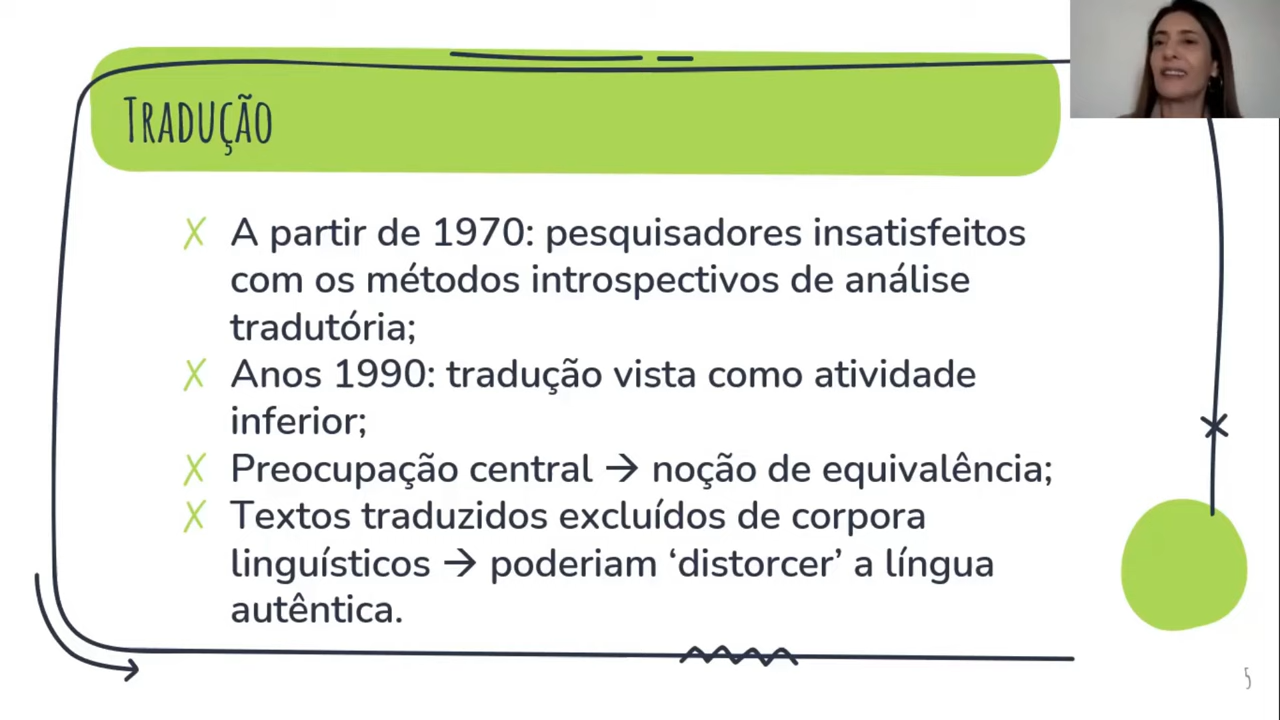 Tradução
A partir de 1970: pesquisadores insatisfeitos
com os métodos introspectivos de análise
tradutória;
Anos 1990: tradução vista como atividade
inferior;
Preocupação central → noção de equivalência;
Textos traduzidos excluídos de corpora
linguísticos → poderiam ‘distorcer’ a língua
autêntica.
5